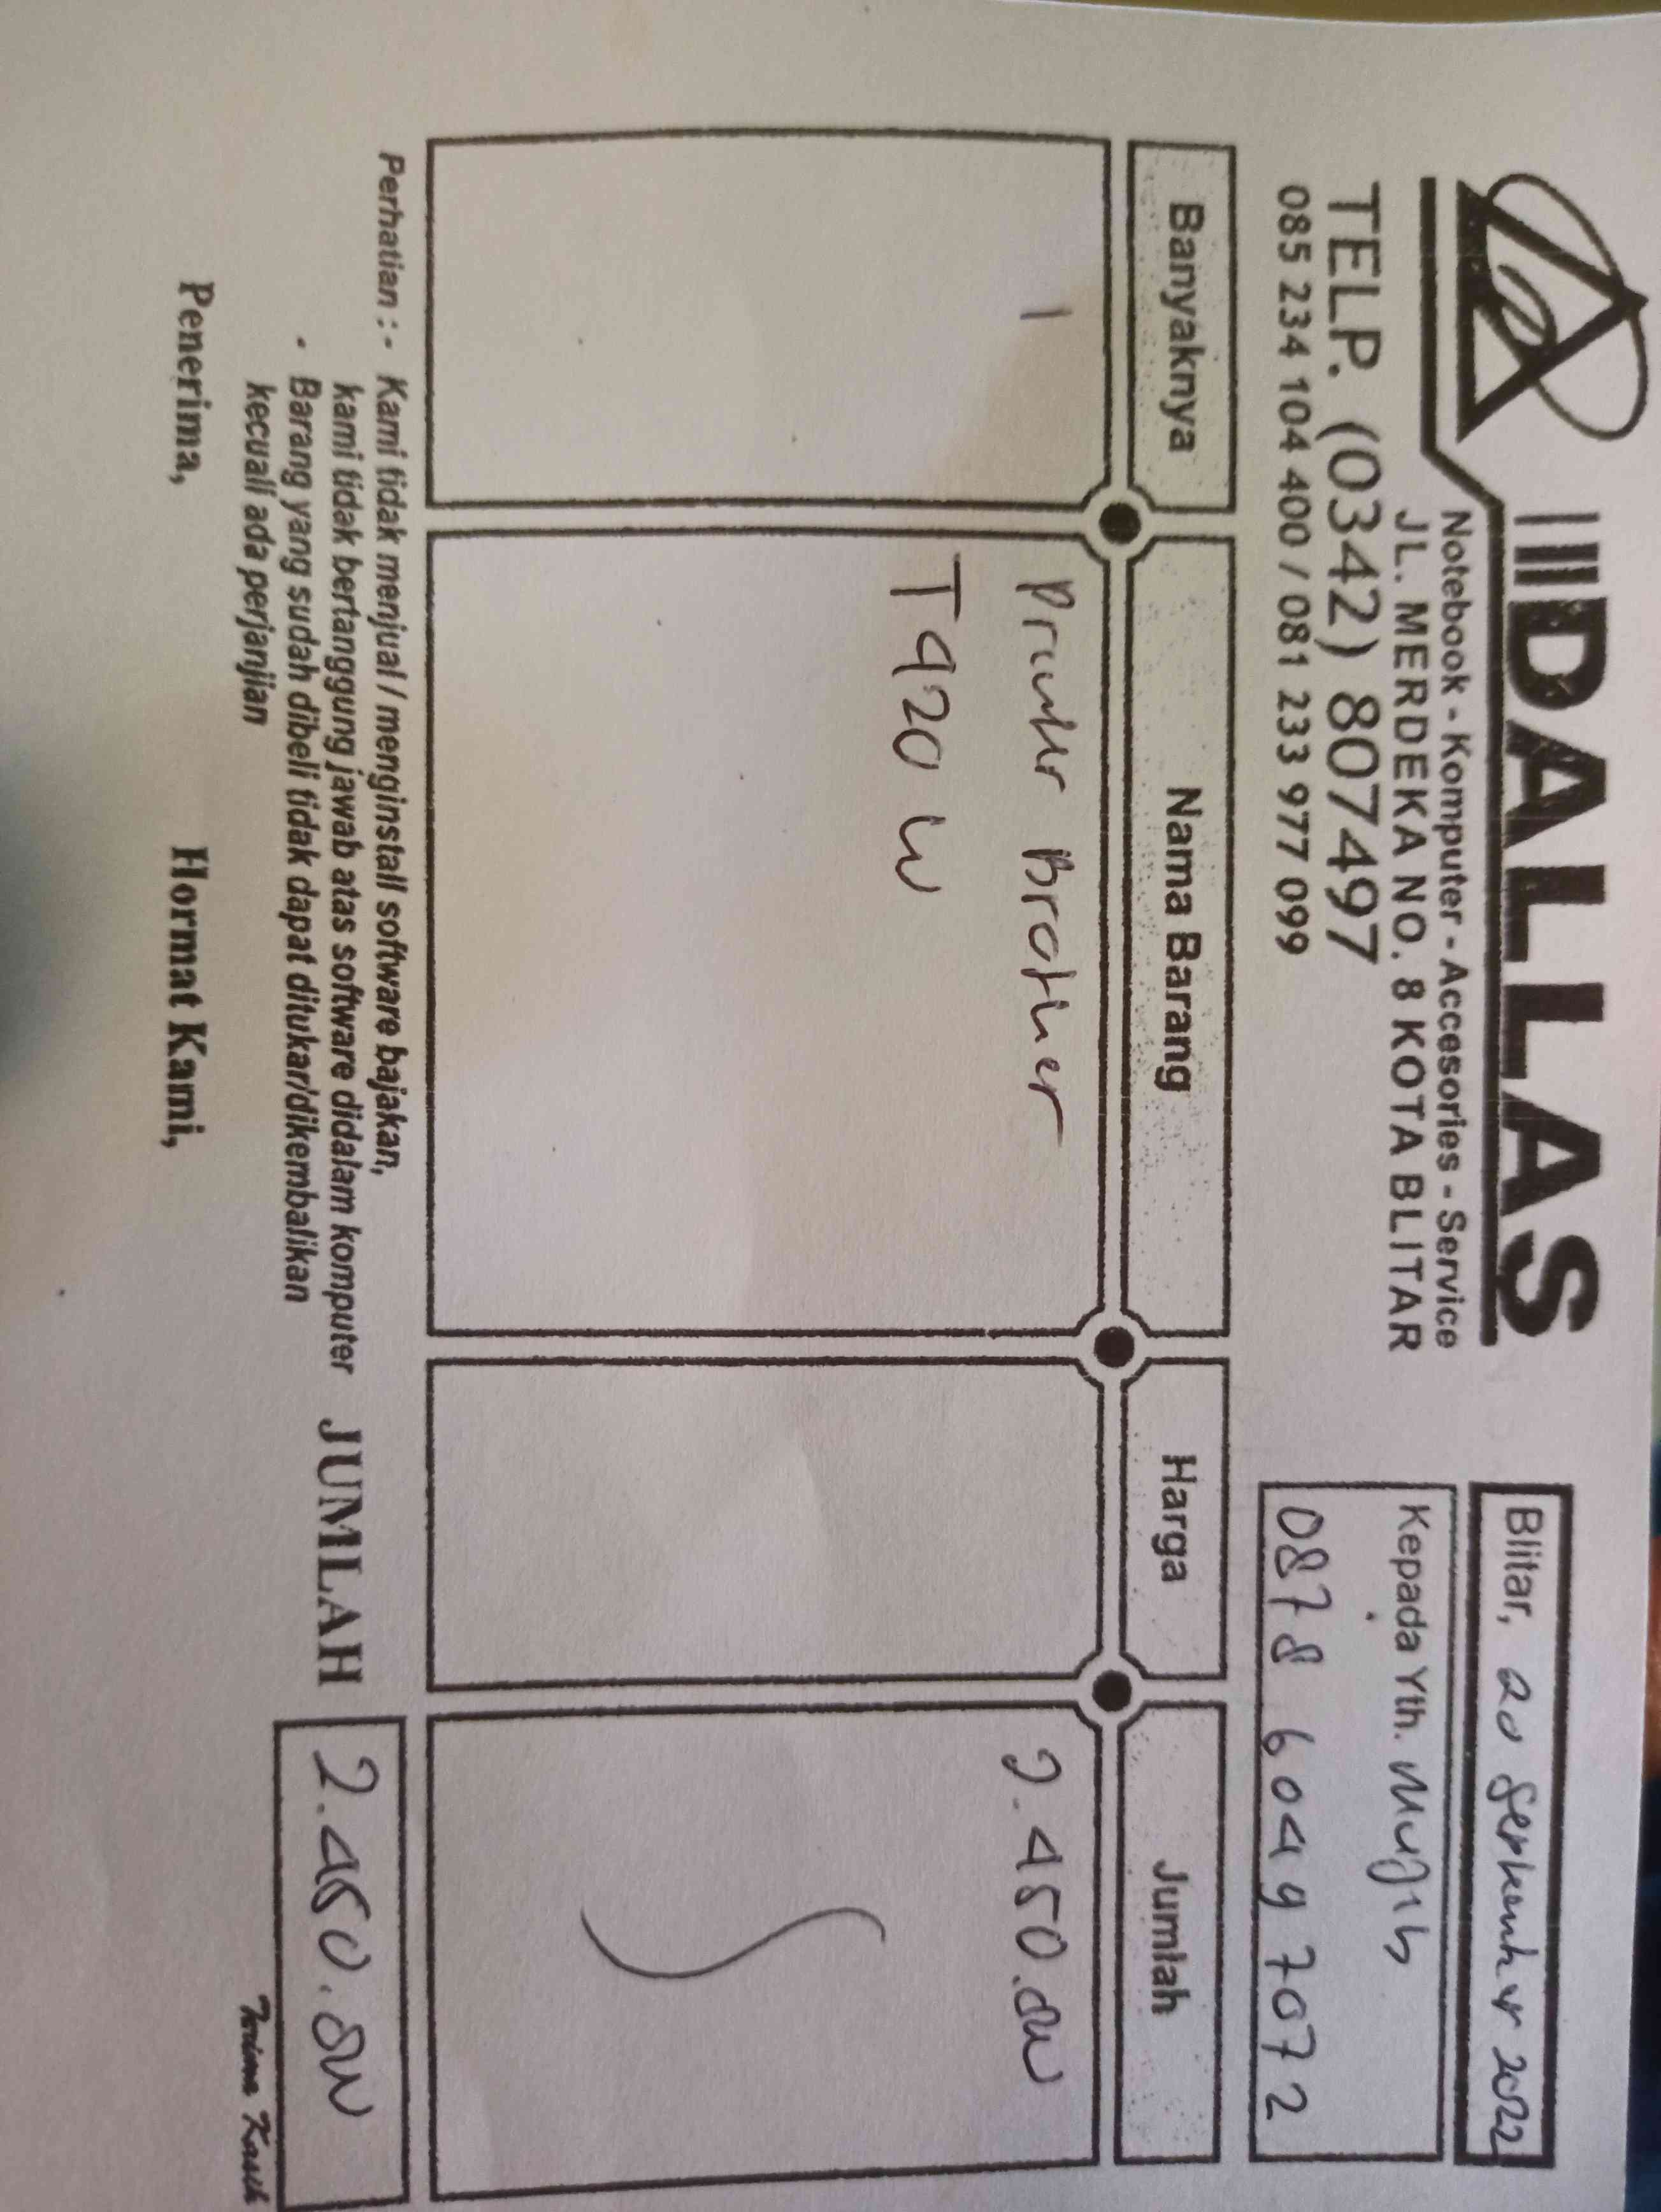 DALLAS
Notebook - Komputer - Accesories - Service
JL. MERDEKA NO. 8 KOTA BLITAR
TELP. (0342) 807497
085 234 104 400 / 081 233 977 099
Blitar, 20 September 2022
Kepada Yth. Mujib
0878 6049 7072
Banyaknya Nama Barang Harga Jumlah
1 Printer Brother 2.450.000
T420 W
Perhatian : - Kami tidak menjual / menginstall software bajakan,
kami tidak bertanggung jawab atas software didalam komputer
- Barang yang sudah dibeli tidak dapat ditukar/dikembalikan
kecuali ada perjanjian
JUMLAH 2.450.000
Terima Kasih
Penerima, Hormat Kami,